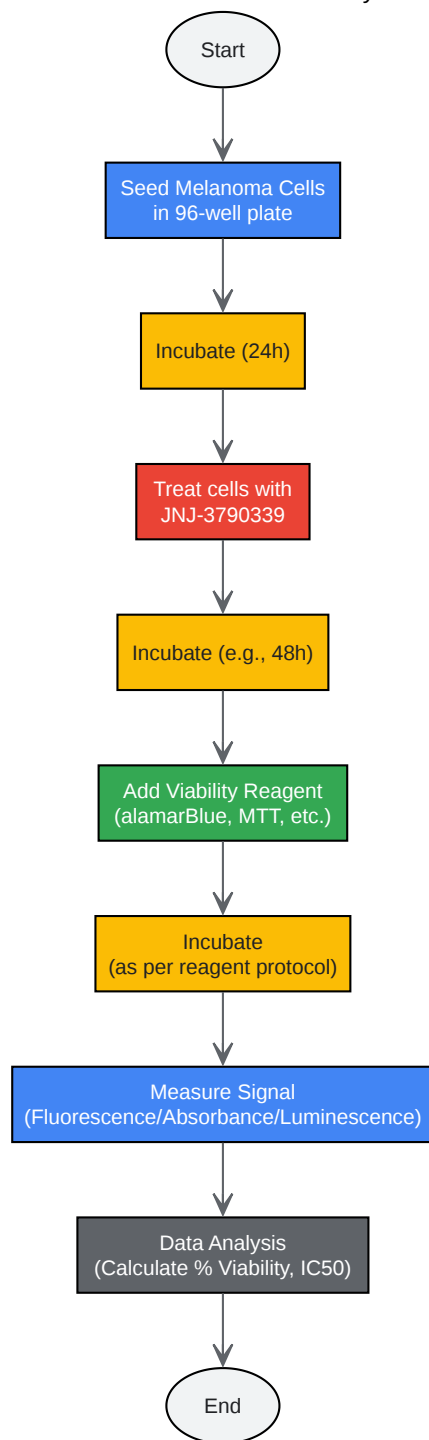 Start
Seed Melanoma Cells
in 96-well plate
Incubate (24h)
Treat cells with
JNJ-3790339
Incubate (e.g., 48h)
Add Viability Reagent
(alamarBlue, MTT, etc.)
Incubate
(as per reagent protocol)
Measure Signal
(Fluorescence/Absorbance/Luminescence)
Data Analysis
(Calculate % Viability, IC50)
End